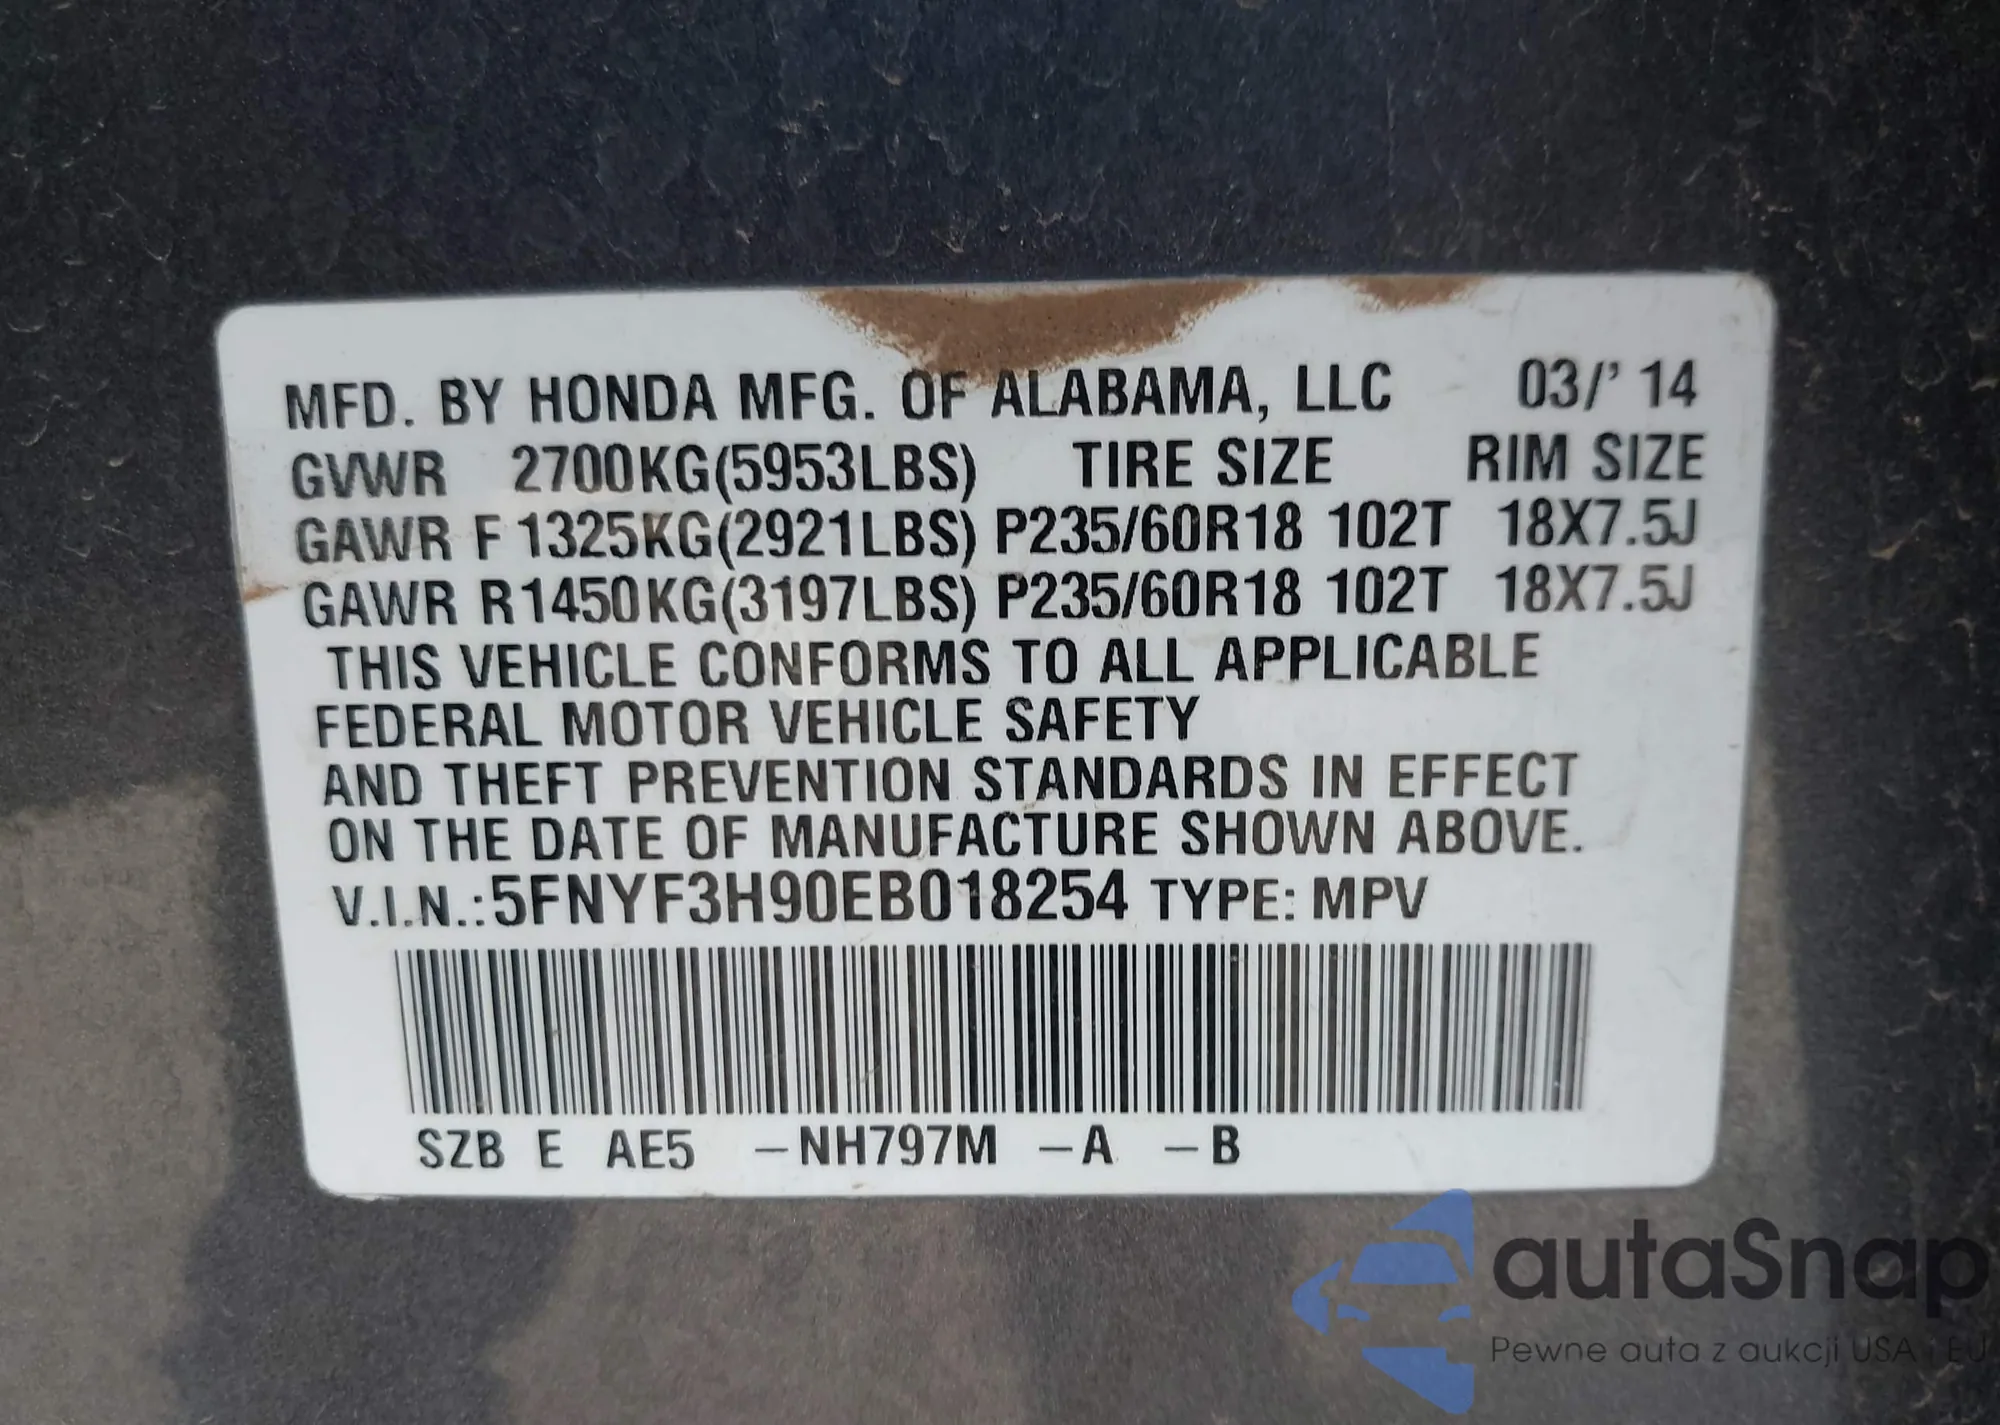 MFD. BY HONDA MFG. OF ALABAMA, LLC 03/' 14
GVWR 2700KG(5953LBS) TIRE SIZE RIM SIZE
GAWR F 1325KG(2921LBS) P235/60R18 102T 18X7.5J
GAWR R1450KG(3197LBS) P235/60R18 102T 18X7.5J
THIS VEHICLE CONFORMS TO ALL APPLICABLE
FEDERAL MOTOR VEHICLE SAFETY
AND THEFT PREVENTION STANDARDS IN EFFECT
ON THE DATE OF MANUFACTURE SHOWN ABOVE.
V.I.N.:5FNYF3H90EB018254 TYPE: MPV
SZB E AE5 –NH797M –A –B
autaSnap
Pewne auta z aukcji USA i EU